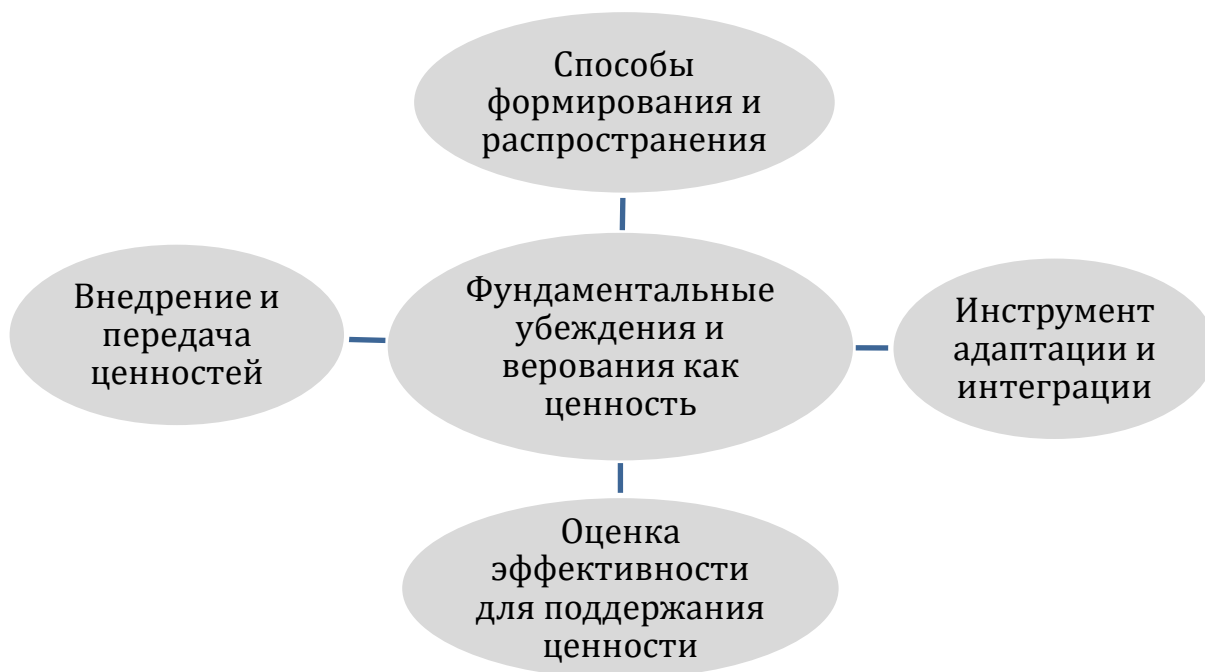 Способы
формирования и
распространения
Внедрение и
передача
ценностей
Фундаментальные
убеждения и
верования как
ценность
Инструмент
адаптации и
интеграции
Оценка
эффективности
для поддержания
ценности